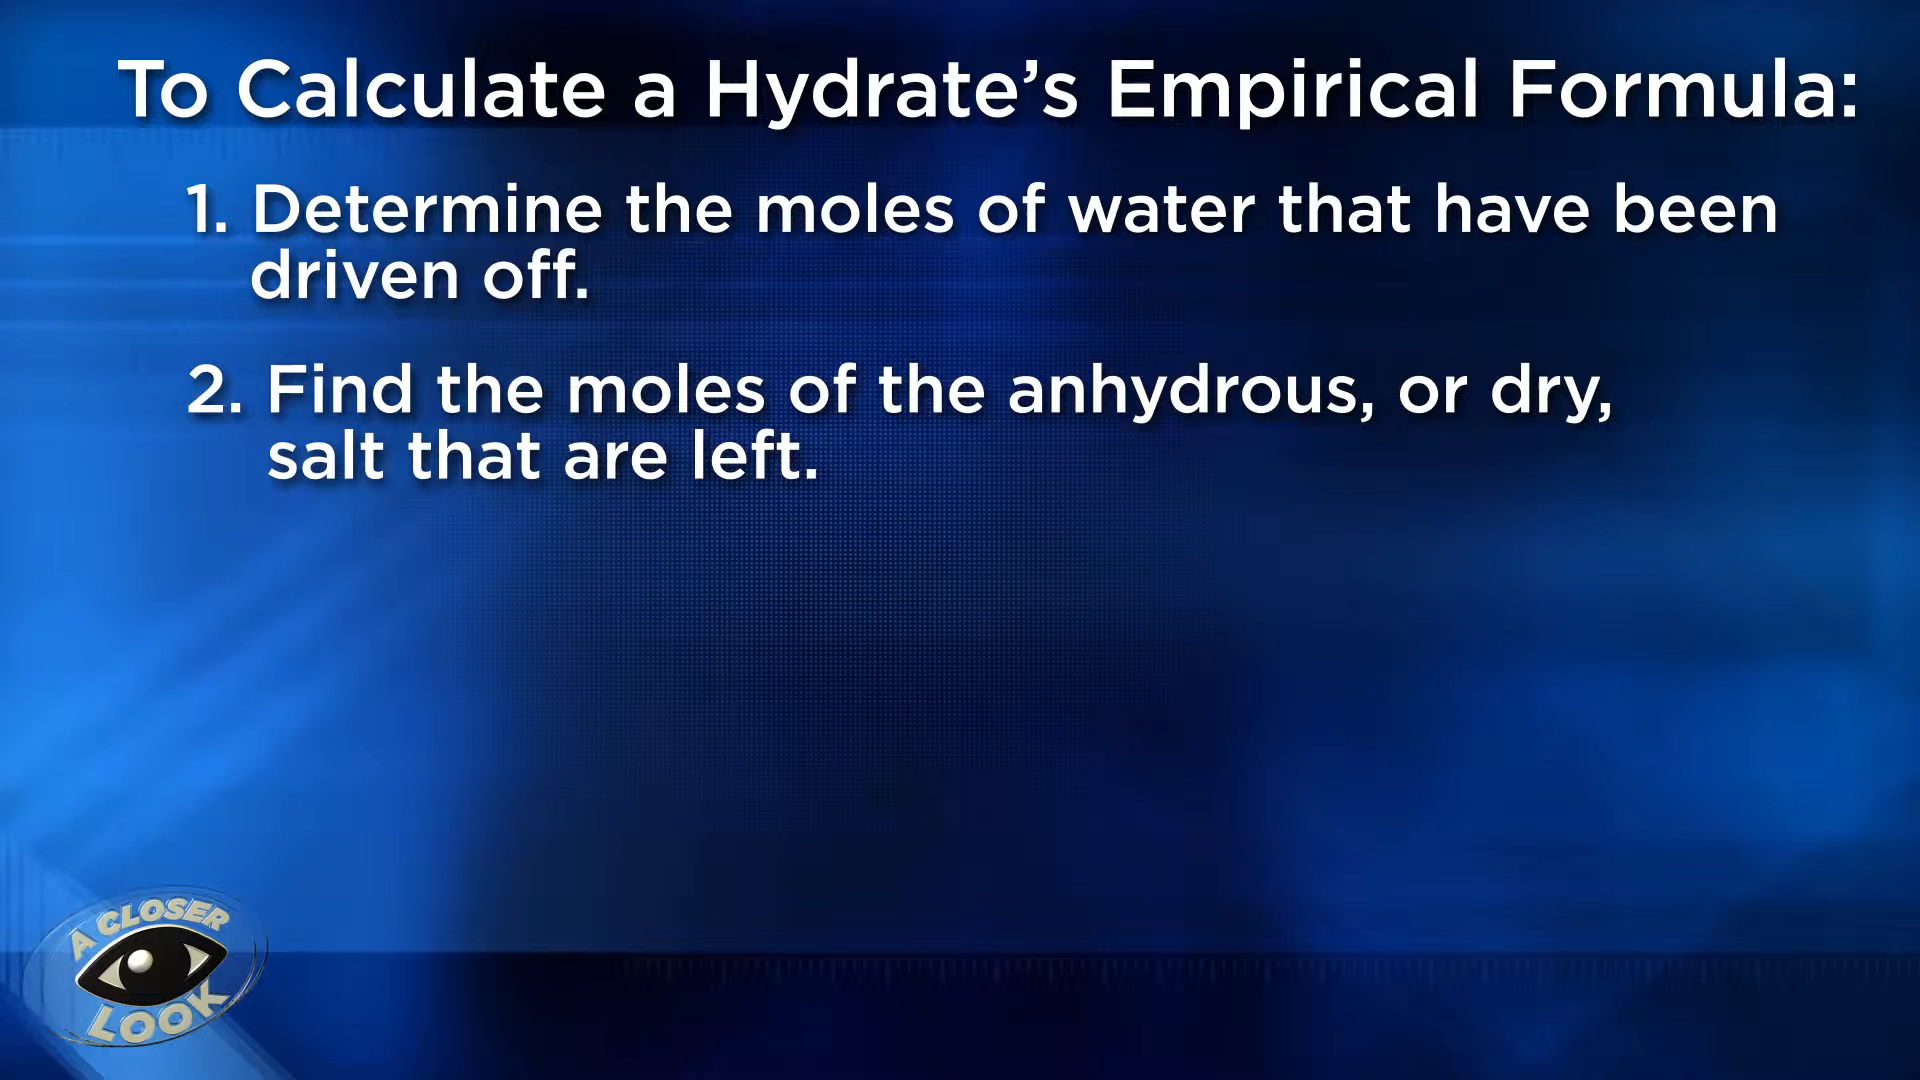 To Calculate a Hydrate’s Empirical Formula:
1. Determine the moles of water that have been
driven off.
2. Find the moles of the anhydrous, or dry,
salt that are left.
A CLOSER
LOOK